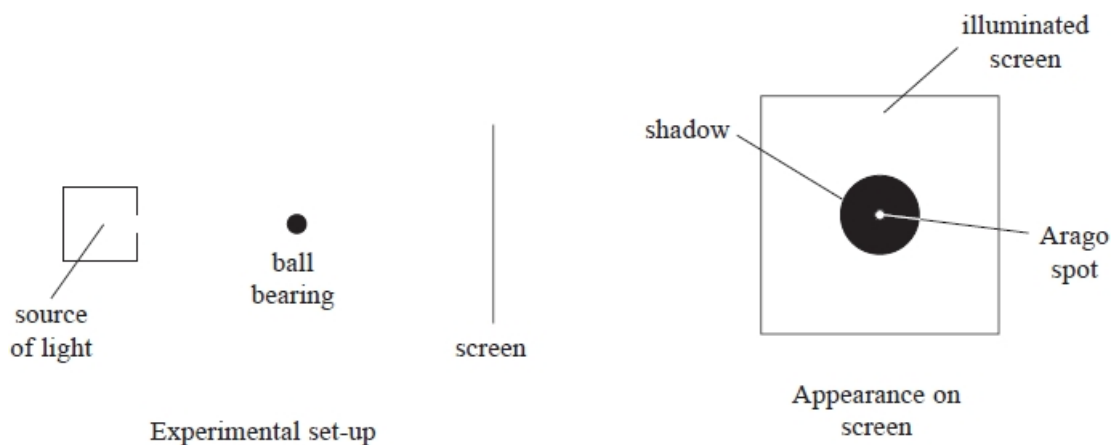 source
of light
ball
bearing
screen
Experimental set-up
illuminated
screen
shadow
Arago
spot
Appearance on
screen